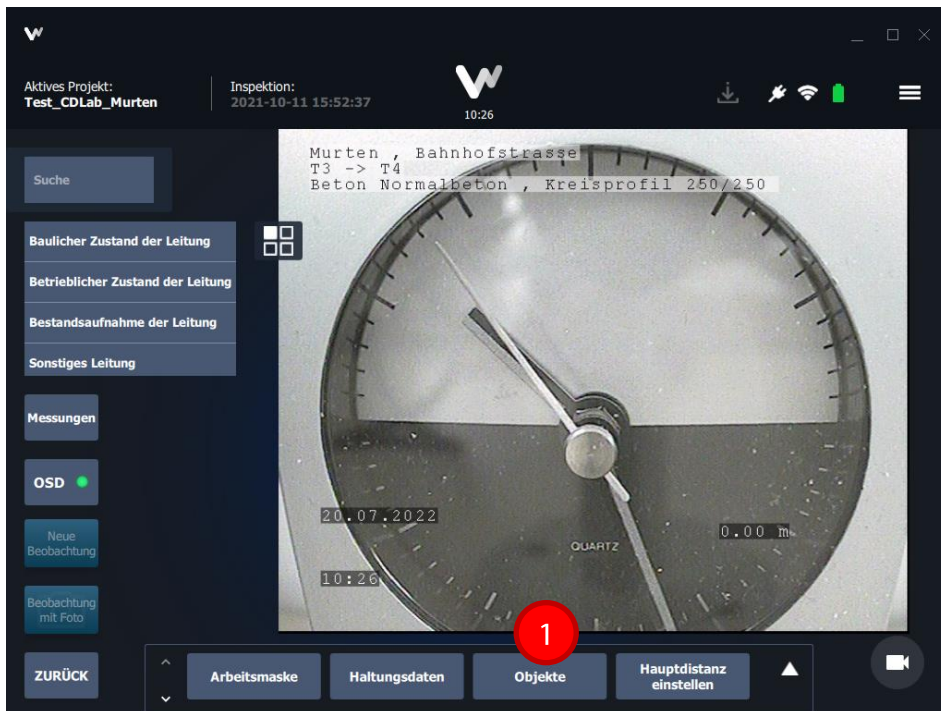 Aktives Projekt:
Test_CDLab_Murten
Inspektion:
2021-10-11 15:52:37
10:26
Suche
Baulicher Zustand der Leitung
Betrieblicher Zustand der Leitung
Bestandsaufnahme der Leitung
Sonstiges Leitung
Messungen
OSD
Neue
Beobachtung
Beobachtung
mit Foto
ZURÜCK
Murten , Bahnhofstrasse
T3 -> T4
Beton Normalbeton , Kreisprofil 250/250
20.07.2022
0.00 m
QUARTZ
10:26
1
Arbeitsmaske
Haltungsdaten
Objekte
Hauptdistanz
einstellen